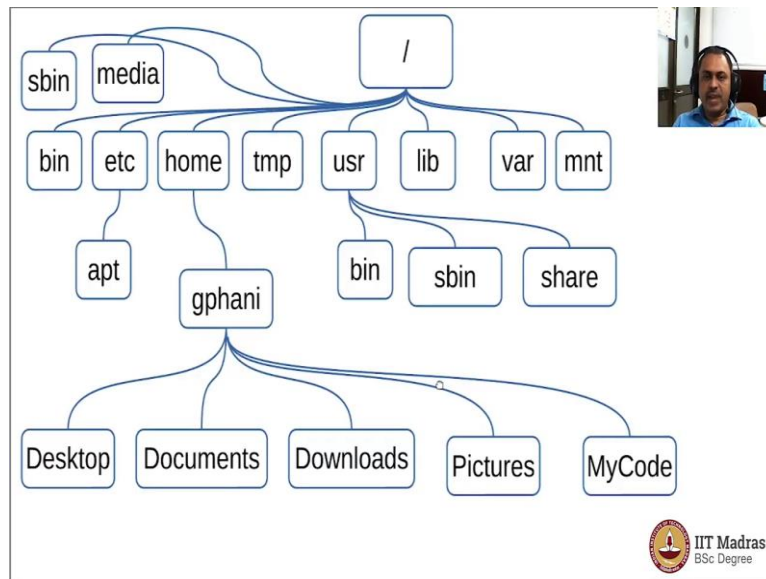 /
sbin
media
bin
etc
home
tmp
usr
lib
var
mnt
apt
gphani
bin
sbin
share
Desktop
Documents
Downloads
Pictures
MyCode
IIT Madras
BSc Degree